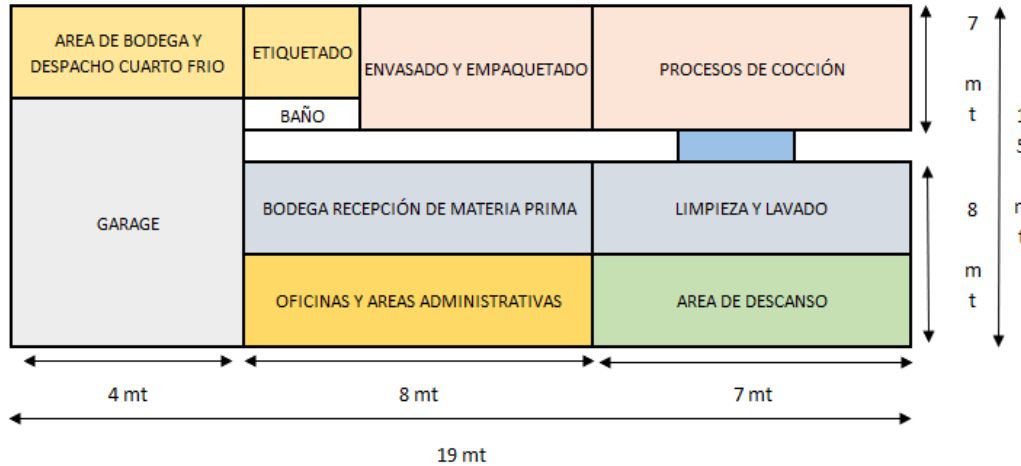 AREA DE BODEGA Y
DESPACHO CUARTO FRIO
ETIQUETADO
ENVASADO Y EMPAQUETADO
PROCESOS DE COCCIÓN
BAÑO
GARAGE
BODEGA RECEPCIÓN DE MATERIA PRIMA
LIMPIEZA Y LAVADO
OFICINAS Y AREAS ADMINISTRATIVAS
AREA DE DESCANSO
7
m
t
8
m
t
4 mt
8 mt
7 mt
19 mt